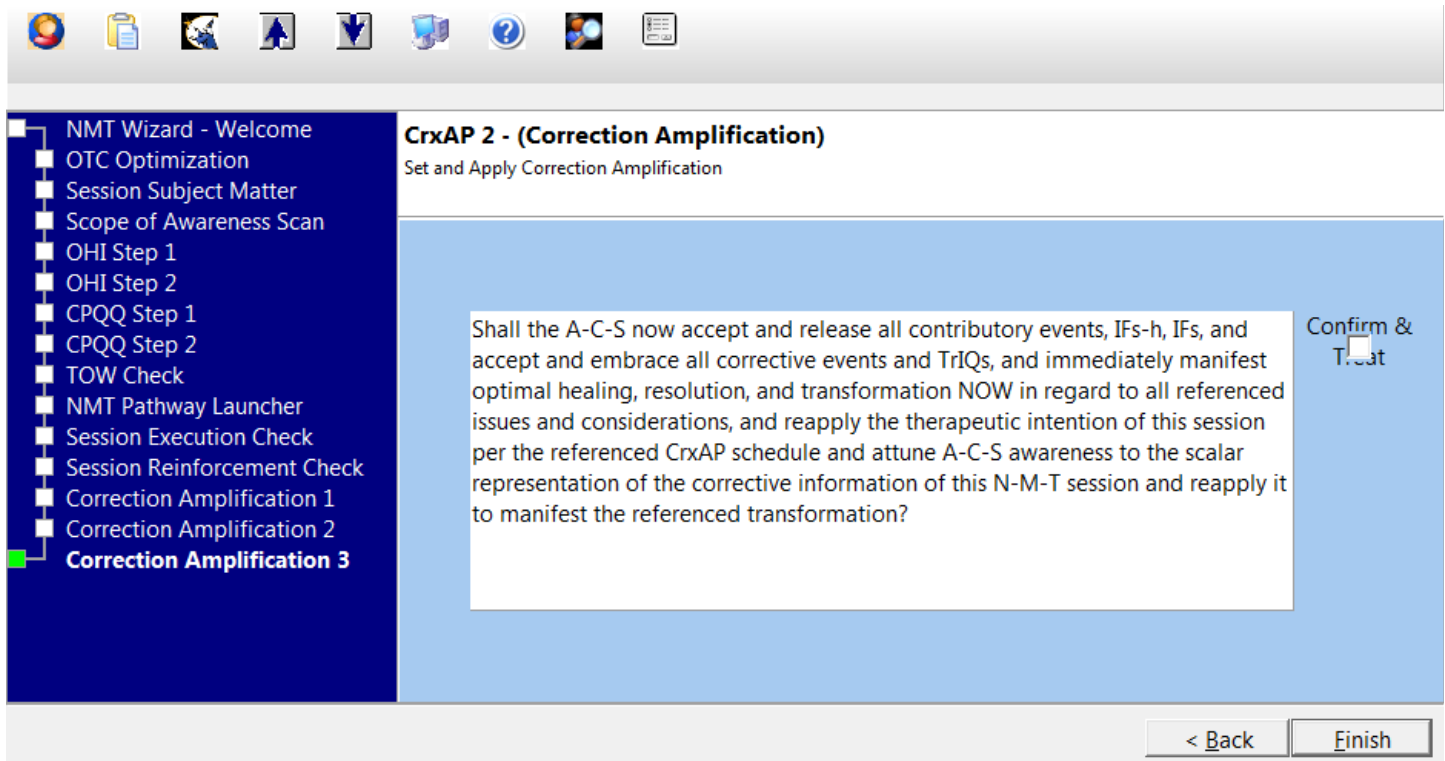 NMT Wizard - Welcome
OTC Optimization
Session Subject Matter
Scope of Awareness Scan
OHI Step 1
OHI Step 2
CPQQ Step 1
CPQQ Step 2
TOW Check
NMT Pathway Launcher
Session Execution Check
Session Reinforcement Check
Correction Amplification 1
Correction Amplification 2
Correction Amplification 3
CrxAP 2 - (Correction Amplification)
Set and Apply Correction Amplification
Shall the A-C-S now accept and release all contributory events, IFs-h, IFs, and
accept and embrace all corrective events and TrIQs, and immediately manifest
optimal healing, resolution, and transformation NOW in regard to all referenced
issues and considerations, and reapply the therapeutic intention of this session
per the referenced CrxAP schedule and attune A-C-S awareness to the scalar
representation of the corrective information of this N-M-T session and reapply it
to manifest the referenced transformation?
Confirm &
Treat
< Back
Finish